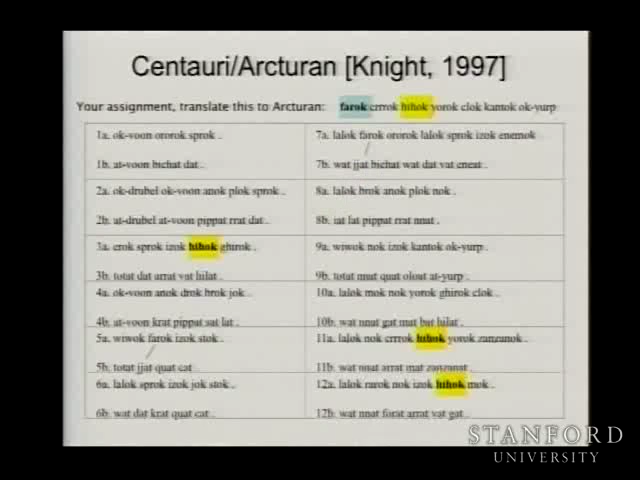 Centauri/Arcturan [Knight, 1997]
Your assignment, translate this to Arcturan: farok crrrok hihok yorok clok kantok ok-yurp
1a. ok-voon ororok sprok .
1b. at-voon bichat dat .
2a. ok-drubel ok-voon anok plok sprok .
2b. at-drubel at-voon pippat rrat dat .
3a. erok sprok izok hihok ghirok .
3b. totat dat arrat vat hilat .
4a. ok-voon anok drok brok jok .
4b. at-voon krat pippat sat lat .
5a. wiwok farok izok stok .
5b. totat jjat quat cat .
6a. lalok sprok izok jok stok .
6b. wat dat krat quat cat .
7a. lalok farok ororok lalok sprok izok enemok
7b. wat jjat bichat wat dat vat eneat .
8a. lalok brok anok plok nok .
8b. iat lat pippat rrat nnat .
9a. wiwok nok izok kantok ok-yurp .
9b. totat nnat quat oloat at-yurp .
10a. lalok mok nok yorok ghirok clok .
10b. wat nnat gat mat bat hilat .
11a. lalok nok crrrok hihok yorok zanzanok .
11b. wat nnat arrat mat zanzanat .
12a. lalok rarok nok izok hihok mok .
12b. wat nnat forat arrat vat gat .
STANFORD
UNIVERSITY